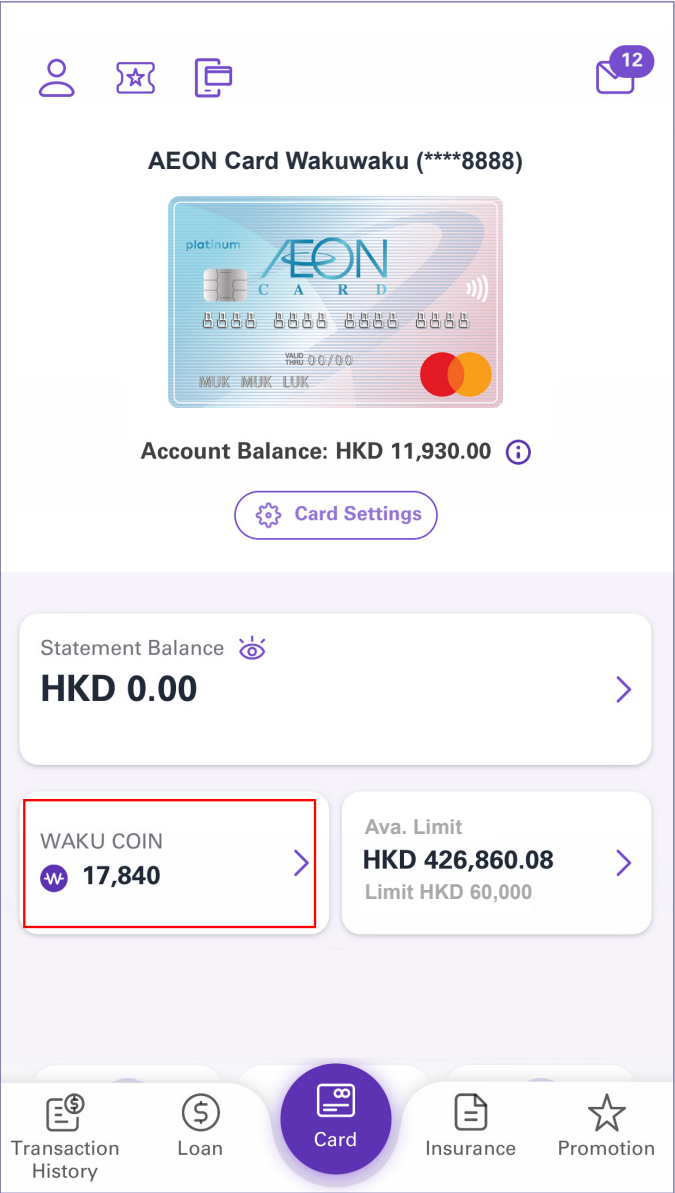 12
AEON Card Wakuwaku (****8888)
platinum
AEON
CARD
8888 8888 8888 8888
VALID THRU 00/00
MUK MUK LUK
Account Balance: HKD 11,930.00
Card Settings
Statement Balance
HKD 0.00
WAKU COIN
17,840
Ava. Limit
HKD 426,860.08
Limit HKD 60,000
Transaction
History
Loan
Card
Insurance
Promotion